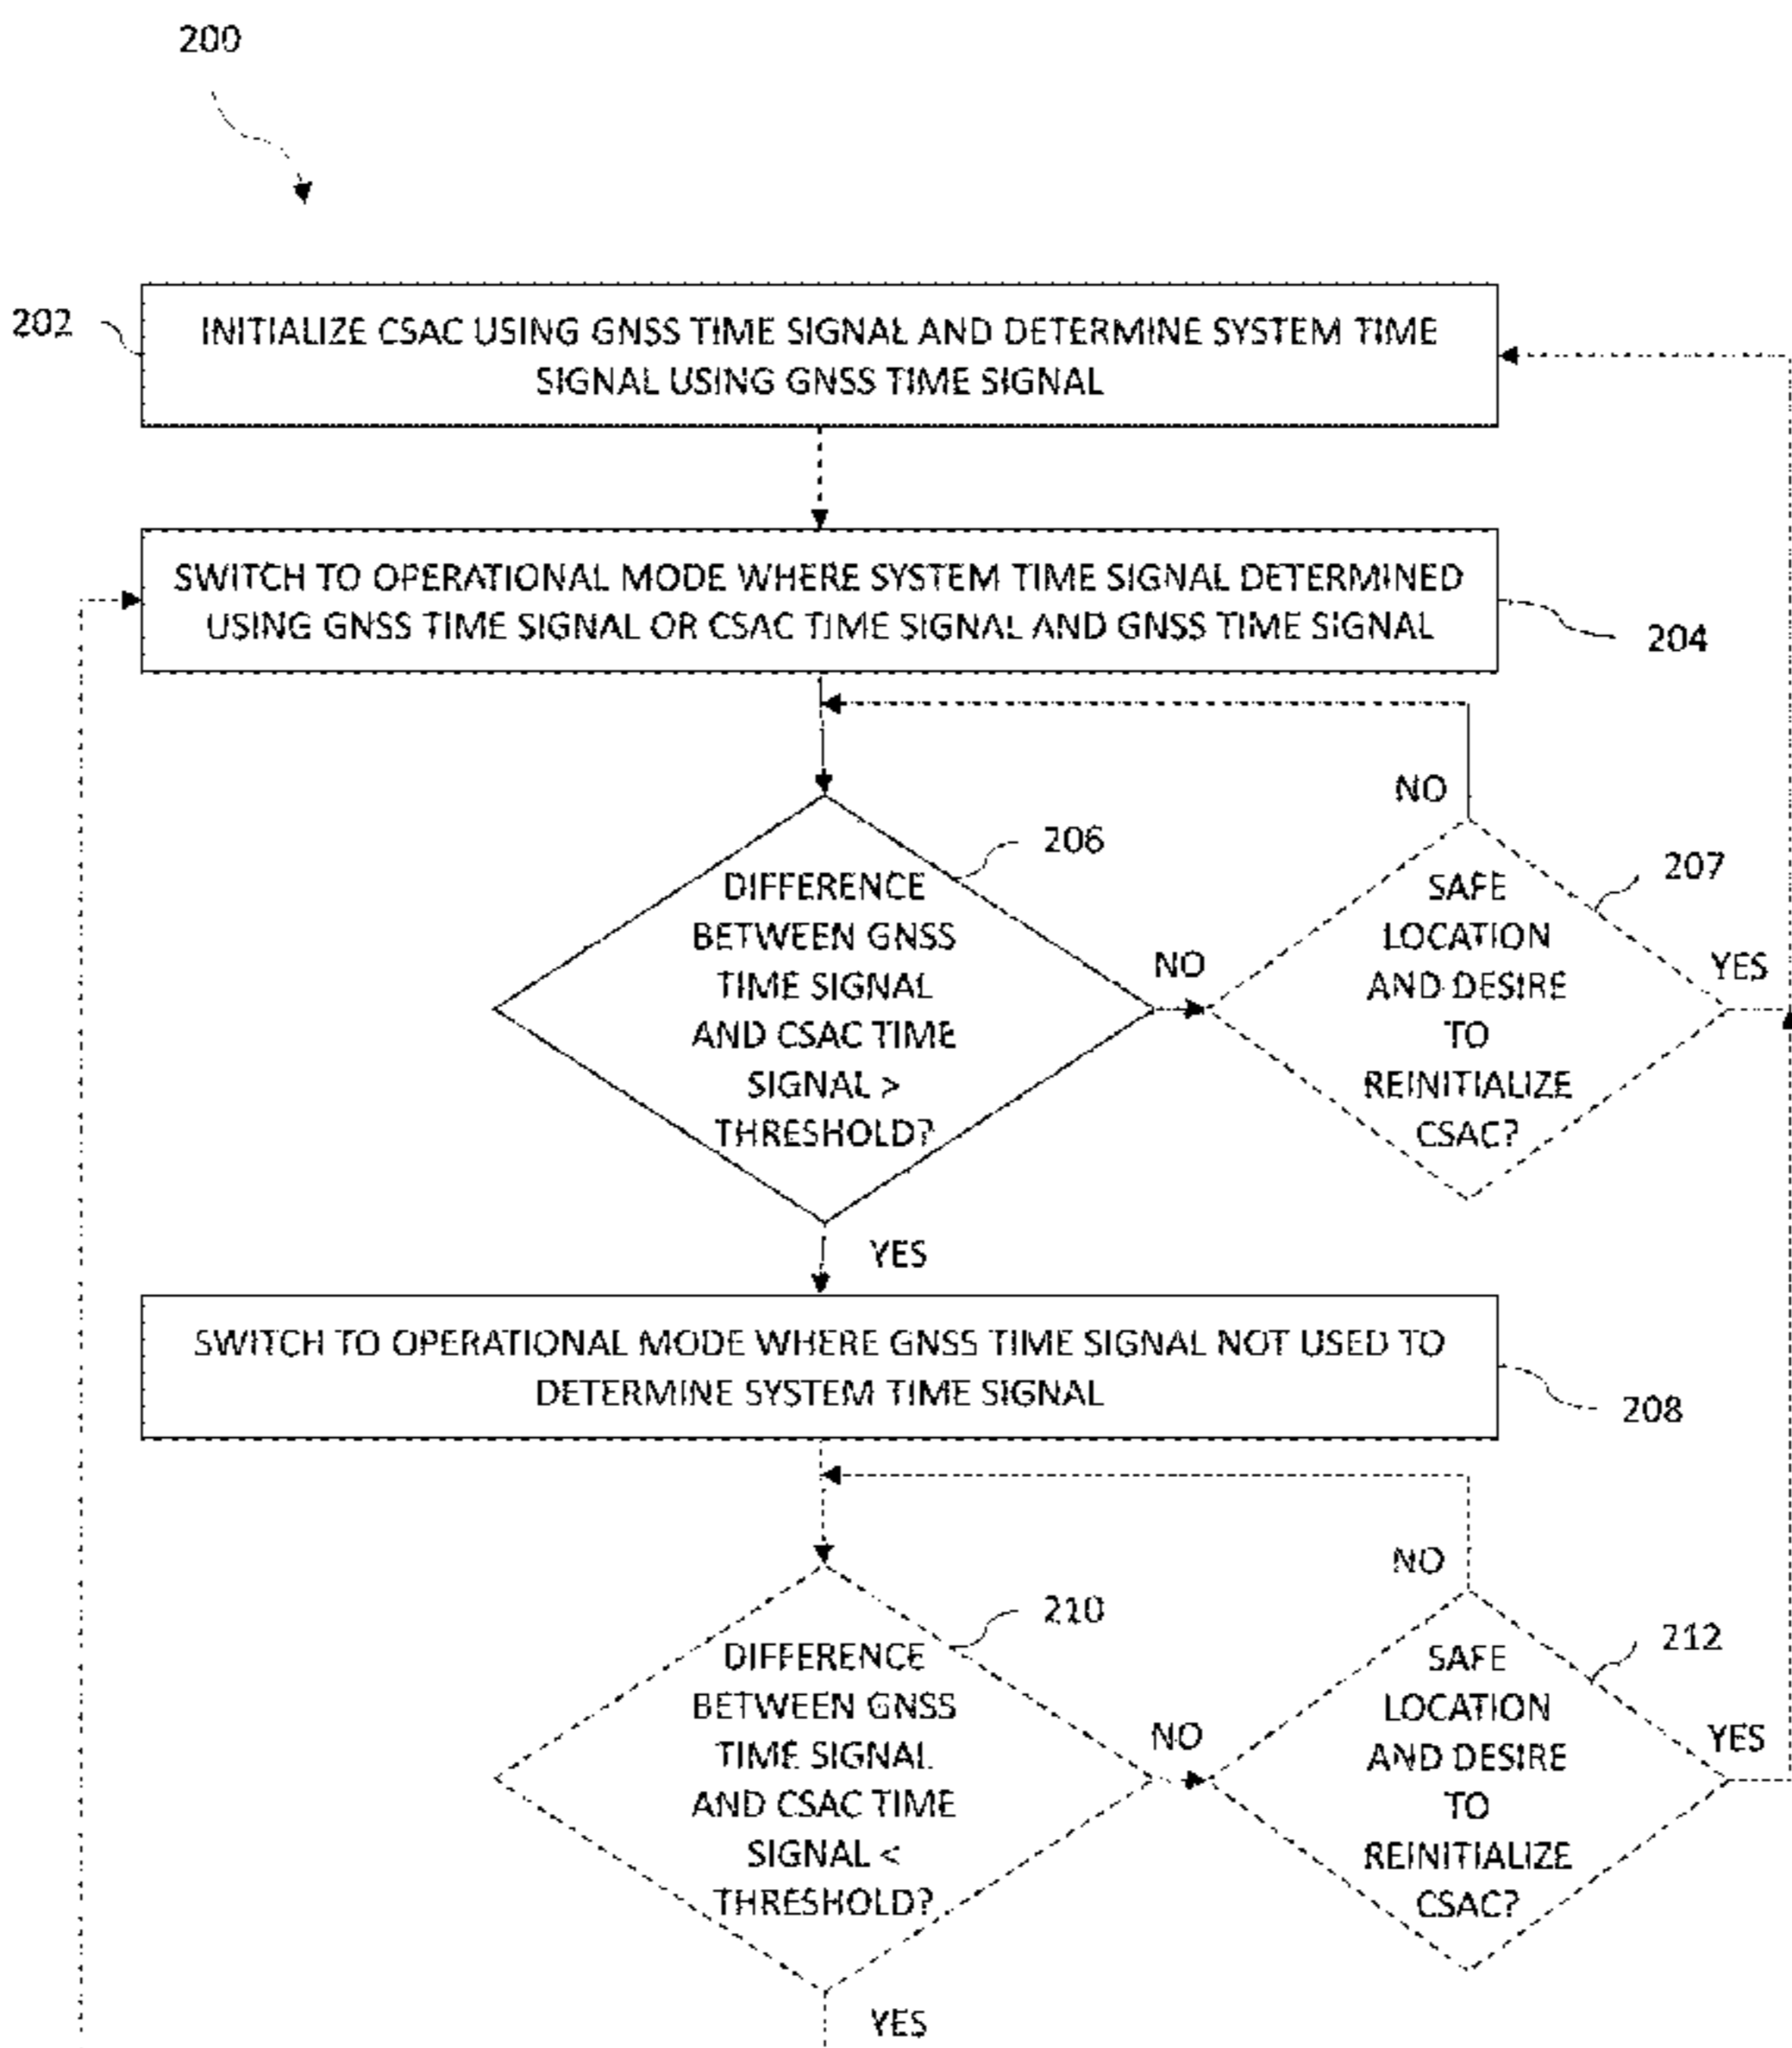 200
202
INITIALIZE CSAC USING GNSS TIME SIGNAL AND DETERMINE SYSTEM TIME
SIGNAL USING GNSS TIME SIGNAL
SWITCH TO OPERATIONAL MODE WHERE SYSTEM TIME SIGNAL DETERMINED
USING GNSS TIME SIGNAL OR CSAC TIME SIGNAL AND GNSS TIME SIGNAL
204
206
DIFFERENCE
BETWEEN GNSS
TIME SIGNAL
AND CSAC TIME
SIGNAL >
THRESHOLD?
NO
YES
NO
207
SAFE
LOCATION
AND DESIRE
TO
REINITIALIZE
CSAC?
YES
SWITCH TO OPERATIONAL MODE WHERE GNSS TIME SIGNAL NOT USED TO
DETERMINE SYSTEM TIME SIGNAL
208
210
DIFFERENCE
BETWEEN GNSS
TIME SIGNAL
AND CSAC TIME
SIGNAL <
THRESHOLD?
NO
YES
NO
212
SAFE
LOCATION
AND DESIRE
TO
REINITIALIZE
CSAC?
YES